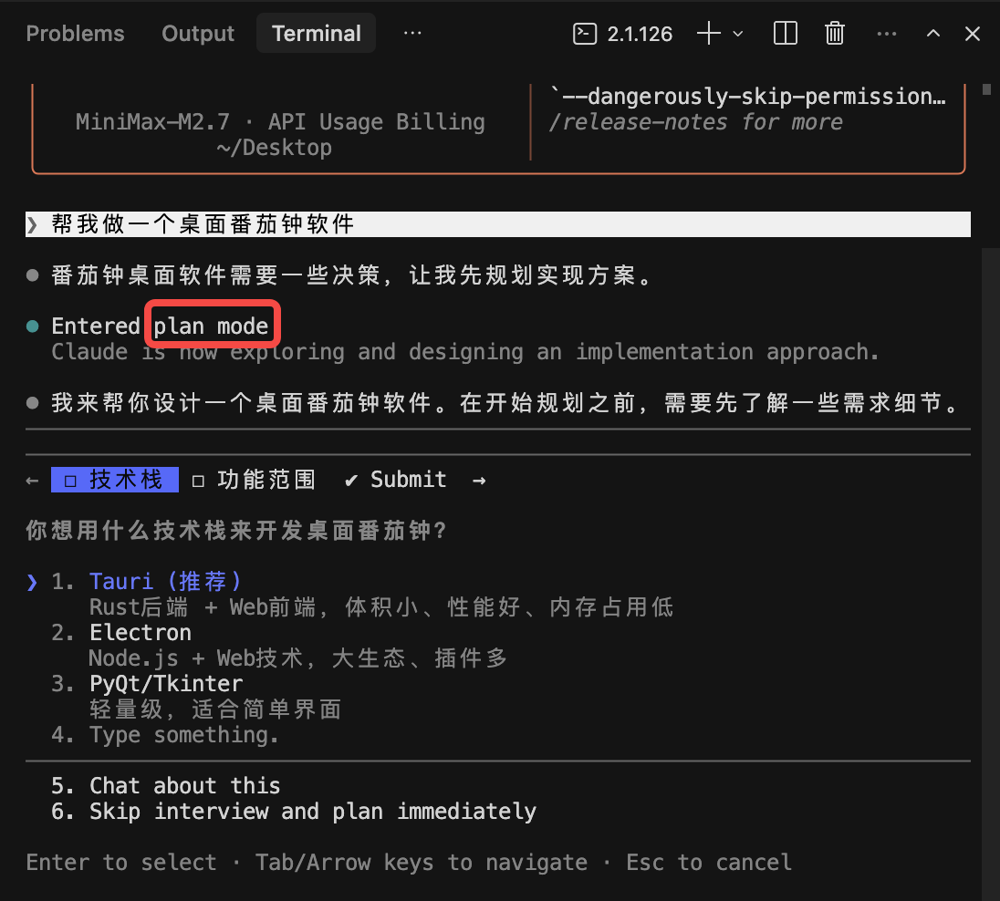 Problems Output Terminal ··· 2.1.126
`--dangerously-skip-permission…
MiniMax-M2.7 · API Usage Billing
/release-notes for more
~/Desktop
❯ 帮我做一个桌面番茄钟软件
● 番茄钟桌面软件需要一些决策，让我先规划实现方案。
● Entered plan mode
Claude is now exploring and designing an implementation approach.
● 我来帮你设计一个桌面番茄钟软件。在开始规划之前，需要先了解一些需求细节。
← □ 技术栈 □ 功能范围 ✔ Submit →
你想用什么技术栈来开发桌面番茄钟?
❯ 1. Tauri (推荐)
Rust后端 + Web前端，体积小、性能好、内存占用低
2. Electron
Node.js + Web技术，大生态、插件多
3. PyQt/Tkinter
轻量级，适合简单界面
4. Type something.
5. Chat about this
6. Skip interview and plan immediately
Enter to select · Tab/Arrow keys to navigate · Esc to cancel